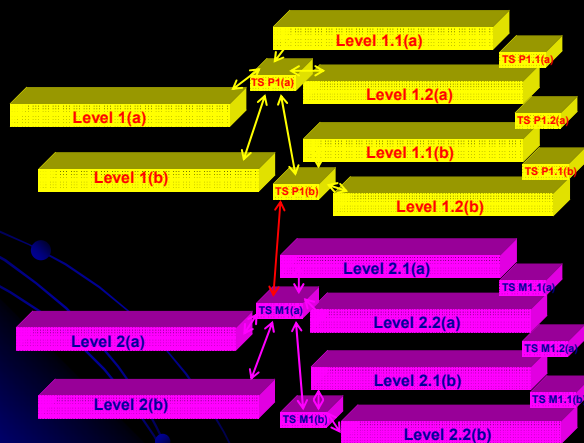 Level 1.1(a)
TS P1.1(a)
TS P1(a)
Level 1.2(a)
Level 1(a)
TS P1.2(a)
Level 1.1(b)
TS P1.1(b)
Level 1(b)
TS P1(b)
Level 1.2(b)
Level 2.1(a)
TS M1.1(a)
TS M1(a)
Level 2.2(a)
Level 2(a)
TS M1.2(a)
Level 2.1(b)
TS M1.1(b)
Level 2(b)
TS M1(b)
Level 2.2(b)